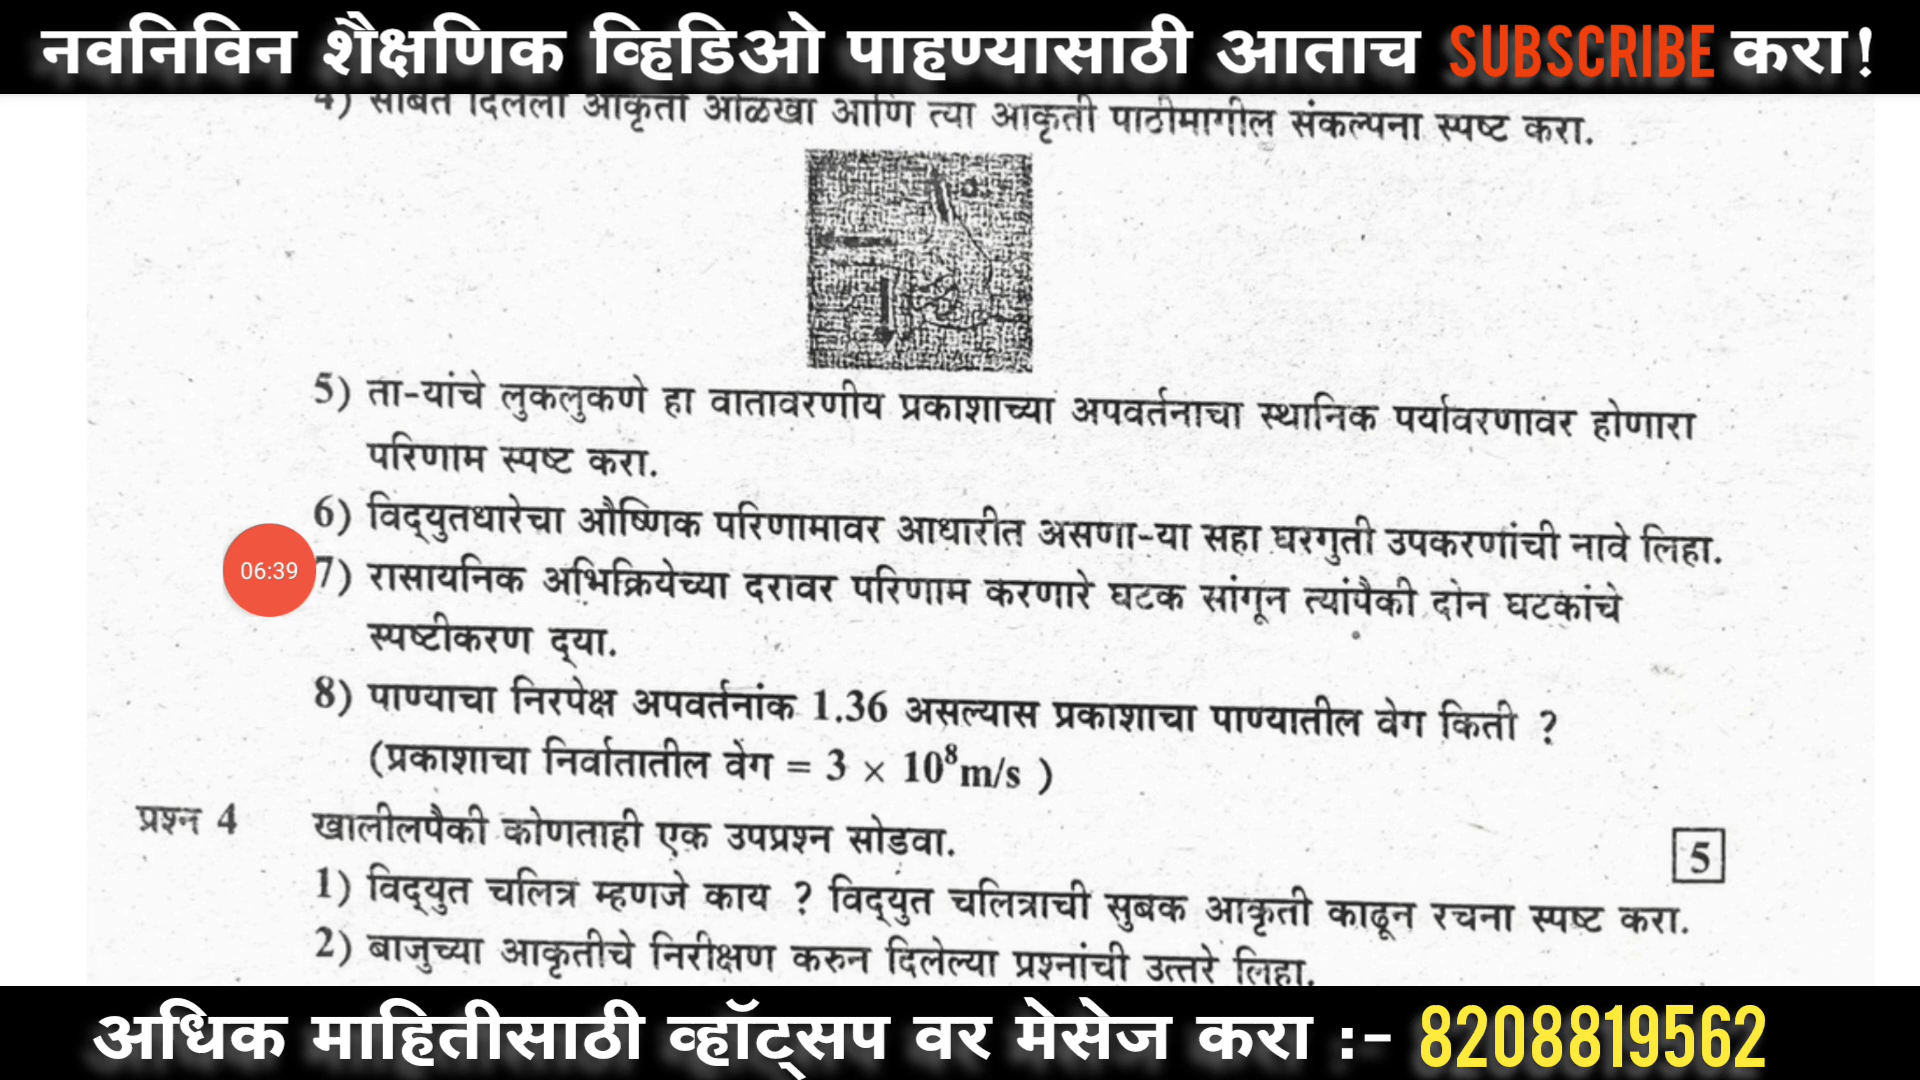 नवनिविन शैक्षणिक व्हिडिओ पाहण्यासाठी आताच SUBSCRIBE करा!
4) सोबत दिलेली आकृती ओळखा आणि त्या आकृती पाठीमागील संकल्पना स्पष्ट करा.
5) ता-यांचे लुकलुकणे हा वातावरणीय प्रकाशाच्या अपवर्तनाचा स्थानिक पर्यावरणावर होणारा
परिणाम स्पष्ट करा.
6) विद्युतधारेचा औष्णिक परिणामावर आधारीत असणा-या सहा घरगुती उपकरणांची नावे लिहा.
06:39
7) रासायनिक अभिक्रियेच्या दरावर परिणाम करणारे घटक सांगून त्यांपैकी दोन घटकांचे
स्पष्टीकरण द्या.
8) पाण्याचा निरपेक्ष अपवर्तनांक 1.36 असल्यास प्रकाशाचा पाण्यातील वेग किती ?
(प्रकाशाचा निर्वातातील वेग = 3 × 10⁸m/s )
प्रश्न 4 खालीलपैकी कोणताही एक उपप्रश्न सोडवा. 5
1) विद्युत चलित्र म्हणजे काय ? विद्युत चलित्राची सुबक आकृती काढून रचना स्पष्ट करा.
2) बाजुच्या आकृतीचे निरीक्षण करुन दिलेल्या प्रश्नांची उत्तरे लिहा.
अधिक माहितीसाठी व्हॉट्सप वर मेसेज करा :- 8208819562